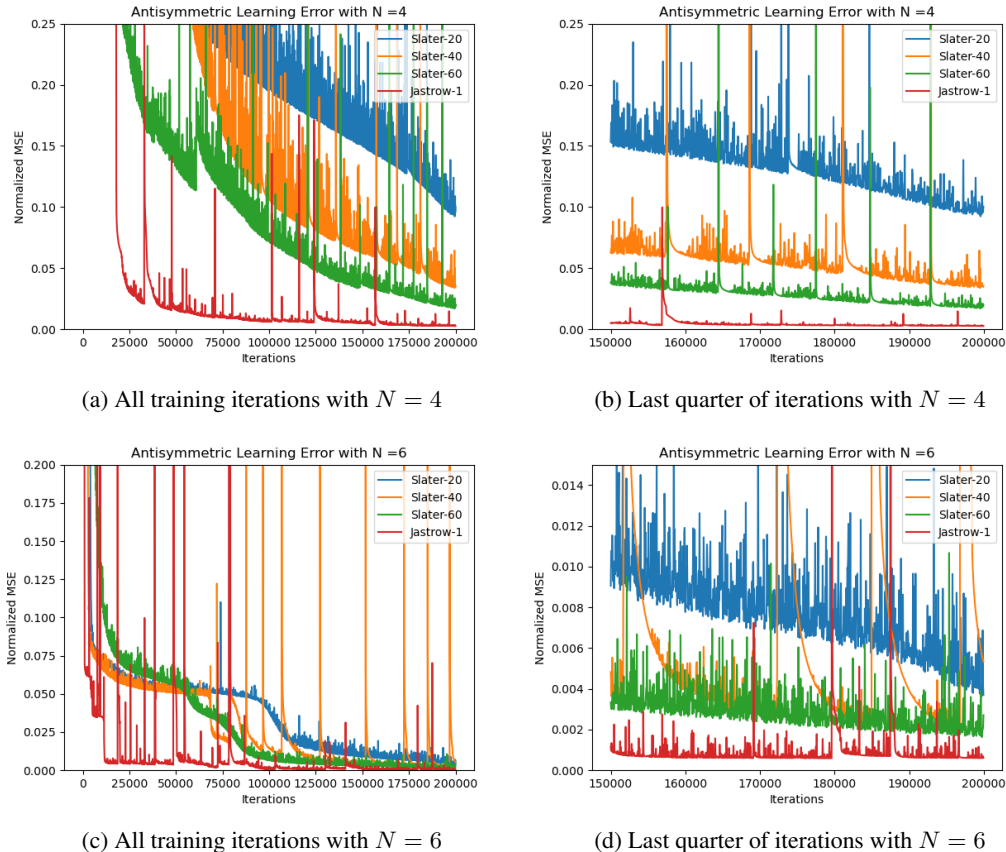 Antisymmetric Learning Error with N =4
0.25
0.20
0.15
0.10
0.05
0.00
Normalized MSE
Slater-20
Slater-40
Slater-60
Jastrow-1
0 25000 50000 75000 100000 125000 150000 175000 200000
Iterations
(a) All training iterations with N = 4
Antisymmetric Learning Error with N =4
0.25
0.20
0.15
0.10
0.05
0.00
Normalized MSE
Slater-20
Slater-40
Slater-60
Jastrow-1
150000 160000 170000 180000 190000 200000
Iterations
(b) Last quarter of iterations with N = 4
Antisymmetric Learning Error with N =6
0.200
0.175
0.150
0.125
0.100
0.075
0.050
0.025
0.000
Normalized MSE
Slater-20
Slater-40
Slater-60
Jastrow-1
0 25000 50000 75000 100000 125000 150000 175000 200000
Iterations
(c) All training iterations with N = 6
Antisymmetric Learning Error with N =6
0.014
0.012
0.010
0.008
0.006
0.004
0.002
0.000
Normalized MSE
Slater-20
Slater-40
Slater-60
Jastrow-1
150000 160000 170000 180000 190000 200000
Iterations
(d) Last quarter of iterations with N = 6